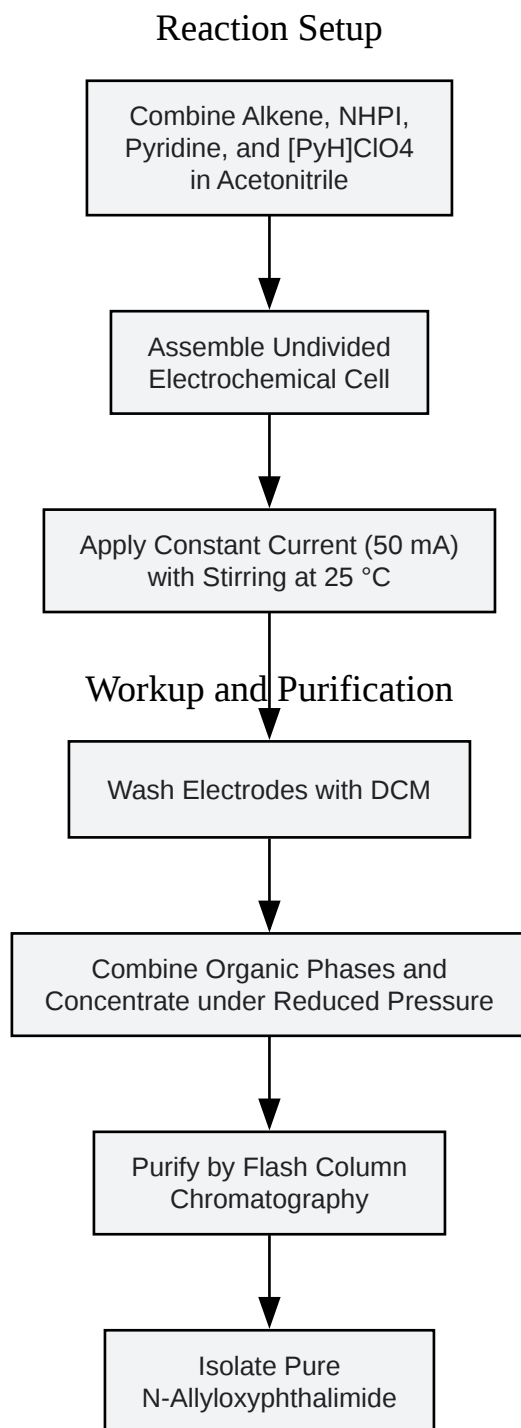 Reaction Setup
Combine Alkene, NHPI,
Pyridine, and [PyH]ClO4
in Acetonitrile
Assemble Undivided
Electrochemical Cell
Apply Constant Current (50 mA)
with Stirring at 25 °C
Workup and Purification
Wash Electrodes with DCM
Combine Organic Phases and
Concentrate under Reduced Pressure
Purify by Flash Column
Chromatography
Isolate Pure
N-Allyloxyphthalimide